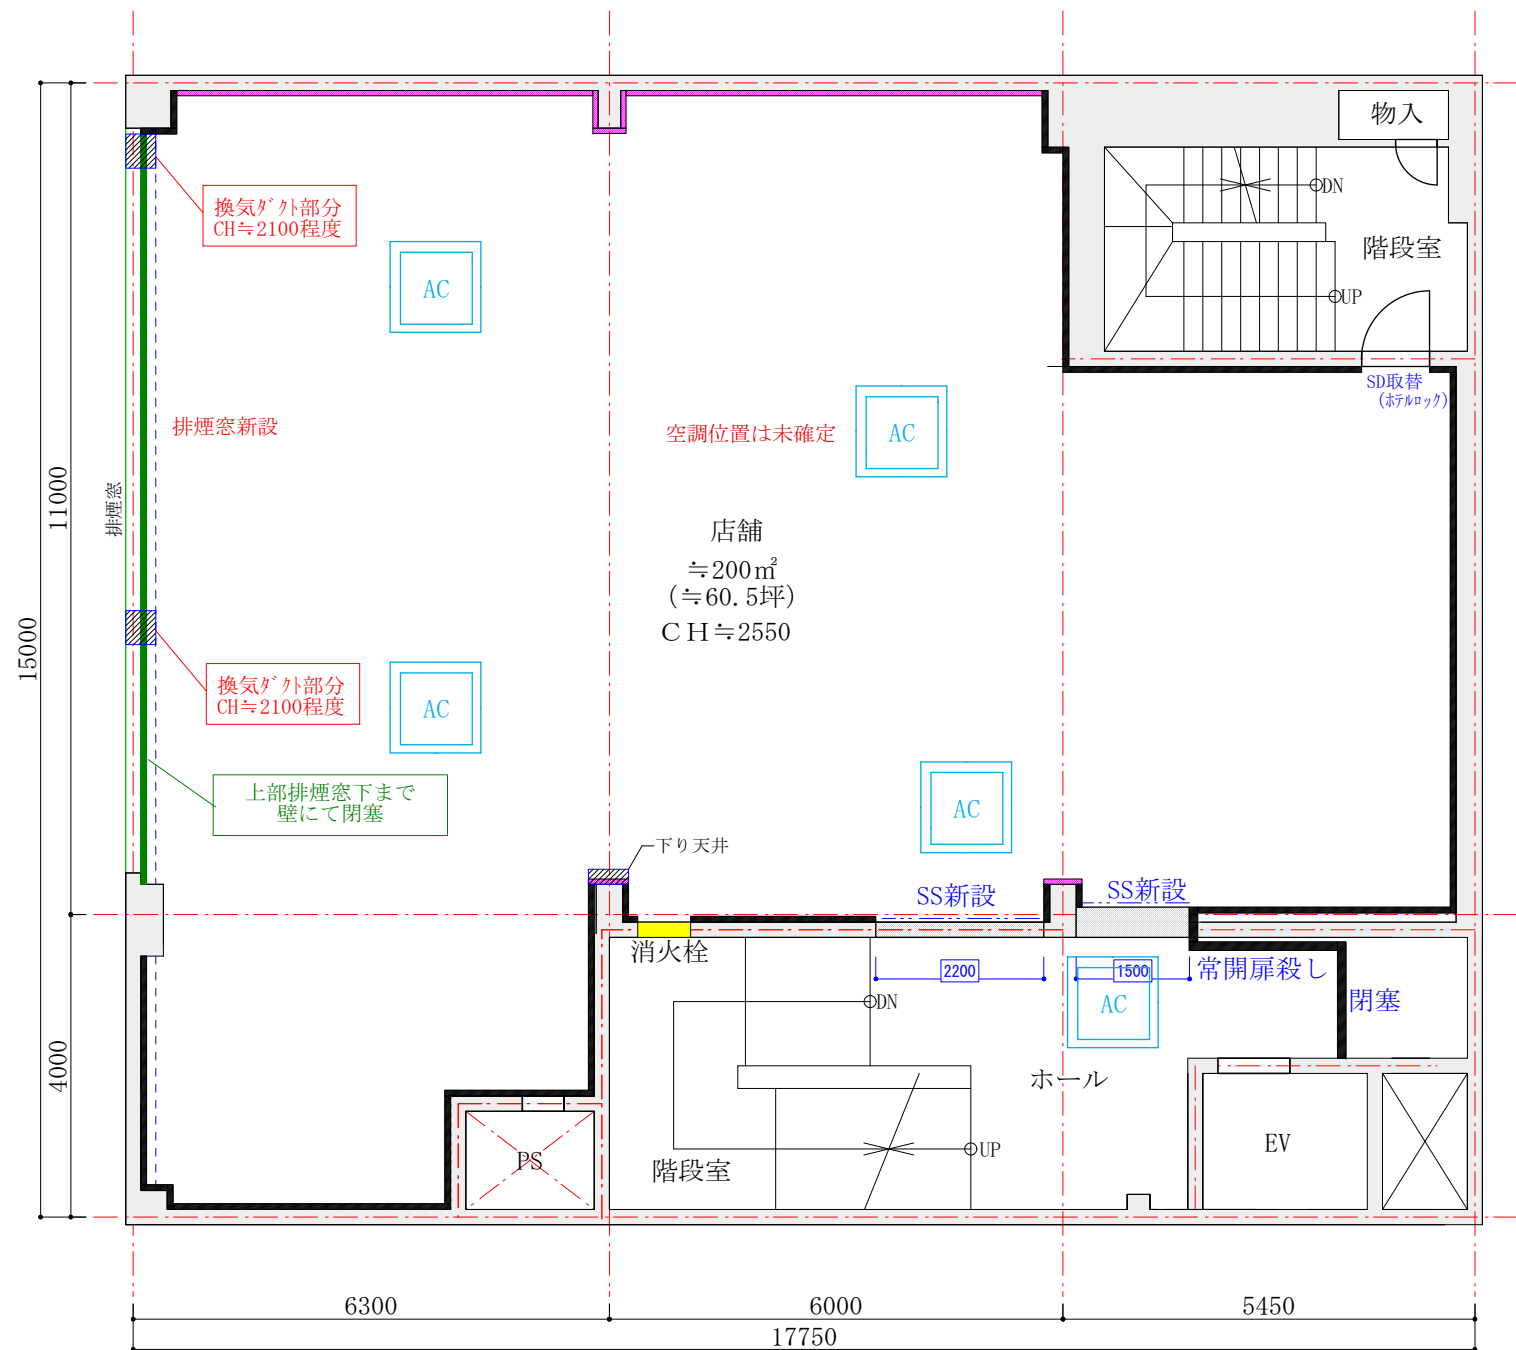 物入
DN
換気ﾀﾞｸﾄ部分
CH≒2100程度
階段室
AC
UP
SD取替
(ﾎﾃﾙﾛｯｸ)
排煙窓新設
空調位置は未確定
AC
11000
排煙窓
店舗
≒200㎡
(≒60.5坪)
CH≒2550
15000
換気ﾀﾞｸﾄ部分
CH≒2100程度
AC
上部排煙窓下まで
壁にて閉塞
AC
下り天井
SS新設
SS新設
消火栓
2200
1500
常開扉殺し
DN
AC
閉塞
4000
ホール
PS
階段室
UP
EV
6300
6000
5450
17750